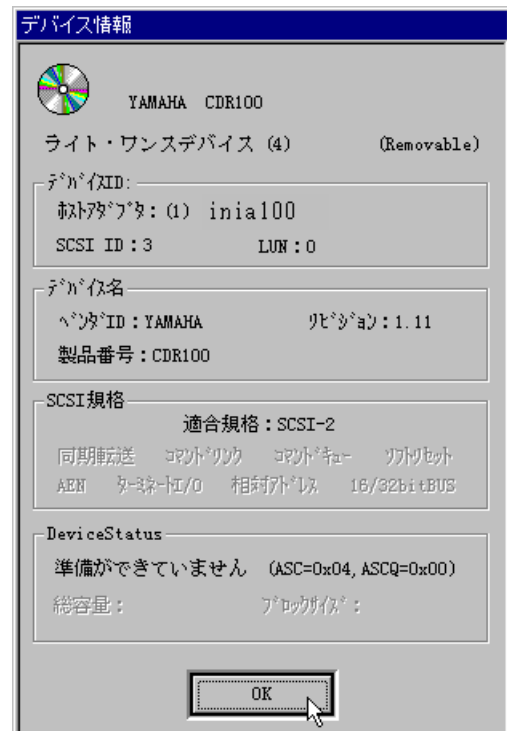 デバイス情報
YAMAHA CDR100
ライト・ワンスデバイス (4) (Removable)
ﾃﾞﾊﾞｲｽID:
ﾎｽﾄｱﾀﾞﾌﾟﾀ: (1) inia100
SCSI ID：3 LUN：0
ﾃﾞﾊﾞｲｽ名
ﾍﾞﾝﾀﾞID：YAMAHA ﾘﾋﾞｼﾞｮﾝ：1.11
製品番号：CDR100
SCSI規格
適合規格：SCSI-2
同期転送 ｺﾏﾝﾄﾞﾘﾝｸ ｺﾏﾝﾄﾞｷｭｰ ｿﾌﾄﾘｾｯﾄ
AEN ﾀｰﾐﾈｰﾄI/O 相対ｱﾄﾞﾚｽ 16/32bitBUS
DeviceStatus
準備ができていません (ASC=0x04,ASCQ=0x00)
総容量： ﾌﾞﾛｯｸｻｲｽﾞ：
OK